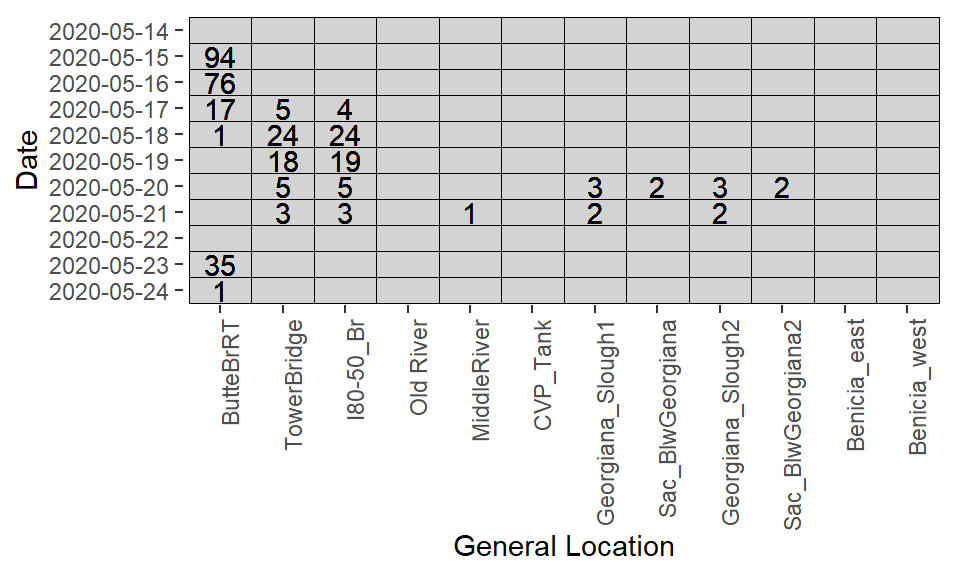 Date
2020-05-14
2020-05-15 94
2020-05-16 76
2020-05-17 17 5 4
2020-05-18 1 24 24
2020-05-19 18 19
2020-05-20 5 5 3 2 3 2
2020-05-21 3 3 1 2 2
2020-05-22
2020-05-23 35
2020-05-24 1
ButteBrRT
TowerBridge
I80-50_Br
Old River
MiddleRiver
CVP_Tank
Georgiana_Slough1
Sac_BlwGeorgiana
Georgiana_Slough2
Sac_BlwGeorgiana2
Benicia_east
Benicia_west
General Location